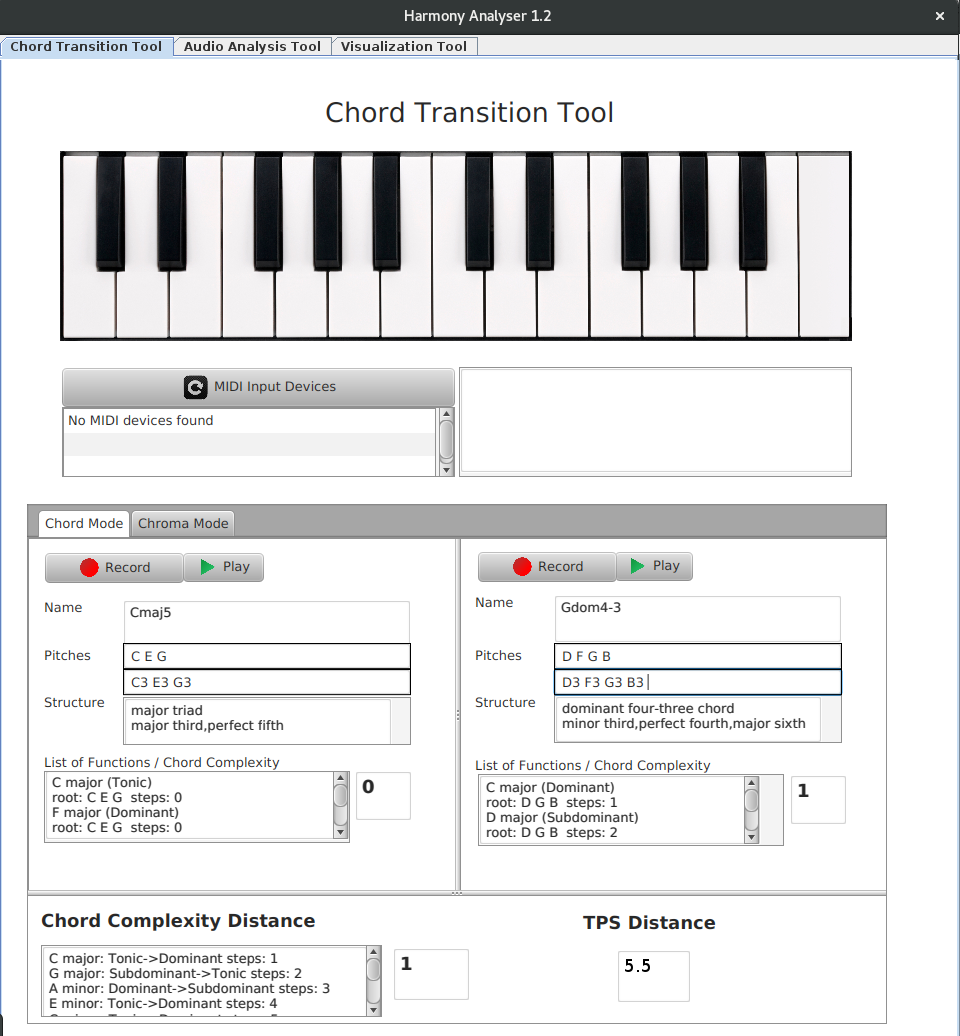 Harmony Analyser 1.2
Chord Transition Tool
Audio Analysis Tool
Visualization Tool
Chord Transition Tool
MIDI Input Devices
No MIDI devices found
Chord Mode
Chroma Mode
Record
Play
Name
Cmaj5
Pitches
C E G
C3 E3 G3
Structure
major triad
major third,perfect fifth
List of Functions / Chord Complexity
C major (Tonic)
root: C E G steps: 0
F major (Dominant)
root: C E G steps: 0
0
Record
Play
Name
Gdom4-3
Pitches
D F G B
D3 F3 G3 B3
Structure
dominant four-three chord
minor third,perfect fourth,major sixth
List of Functions / Chord Complexity
C major (Dominant)
root: D G B steps: 1
D major (Subdominant)
root: D G B steps: 2
1
Chord Complexity Distance
C major: Tonic->Dominant steps: 1
G major: Subdominant->Tonic steps: 2
A minor: Dominant->Subdominant steps: 3
E minor: Tonic->Dominant steps: 4
1
TPS Distance
5.5